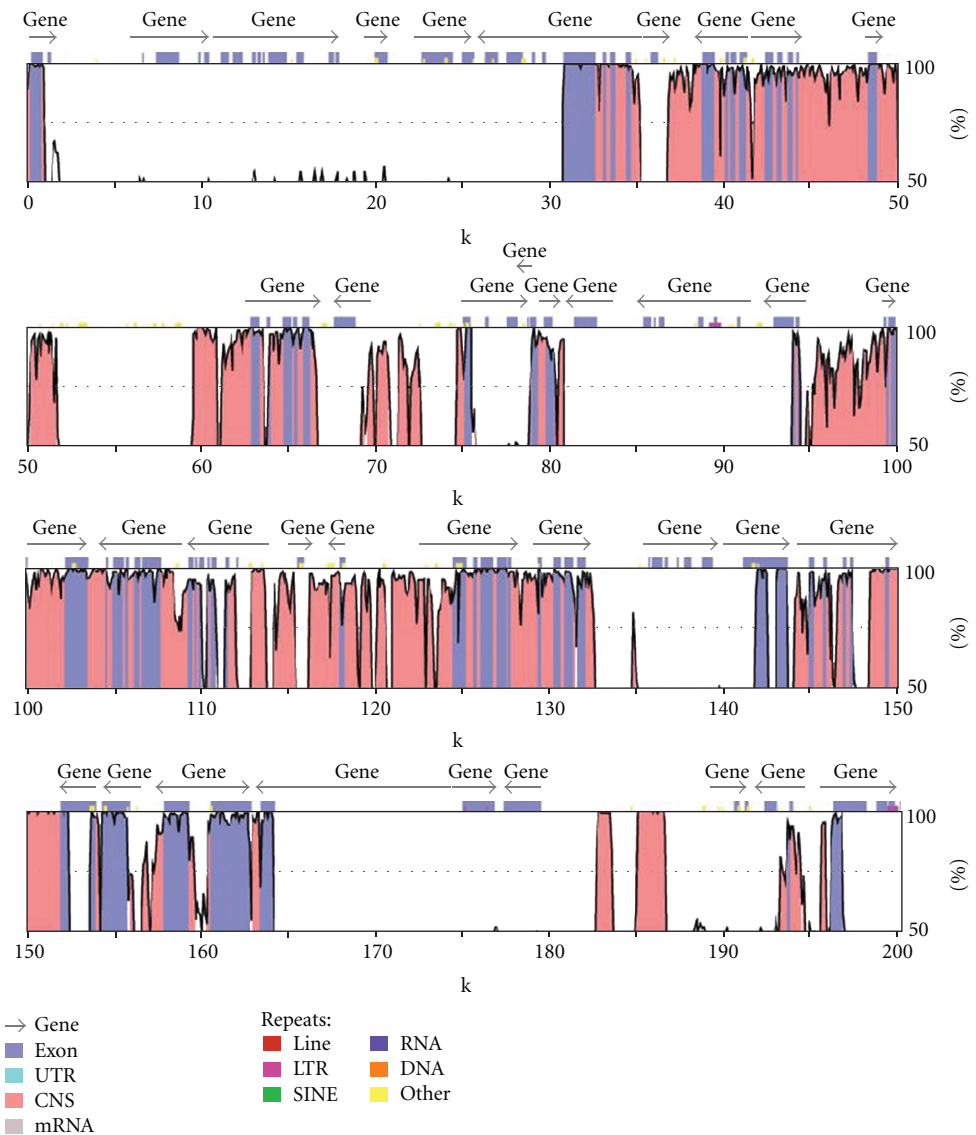 Gene Gene Gene Gene Gene Gene Gene Gene Gene Gene
100
(%)
50
0 10 20 30 40 50
k
Gene
Gene Gene Gene Gene Gene Gene Gene Gene
100
(%)
50
50 60 70 80 90 100
k
Gene Gene Gene Gene Gene Gene Gene Gene Gene Gene
100
(%)
50
100 110 120 130 140 150
k
Gene Gene Gene Gene Gene Gene Gene Gene Gene
100
(%)
50
150 160 170 180 190 200
k
Gene
Exon
UTR
CNS
mRNA
Repeats:
Line RNA
LTR DNA
SINE Other